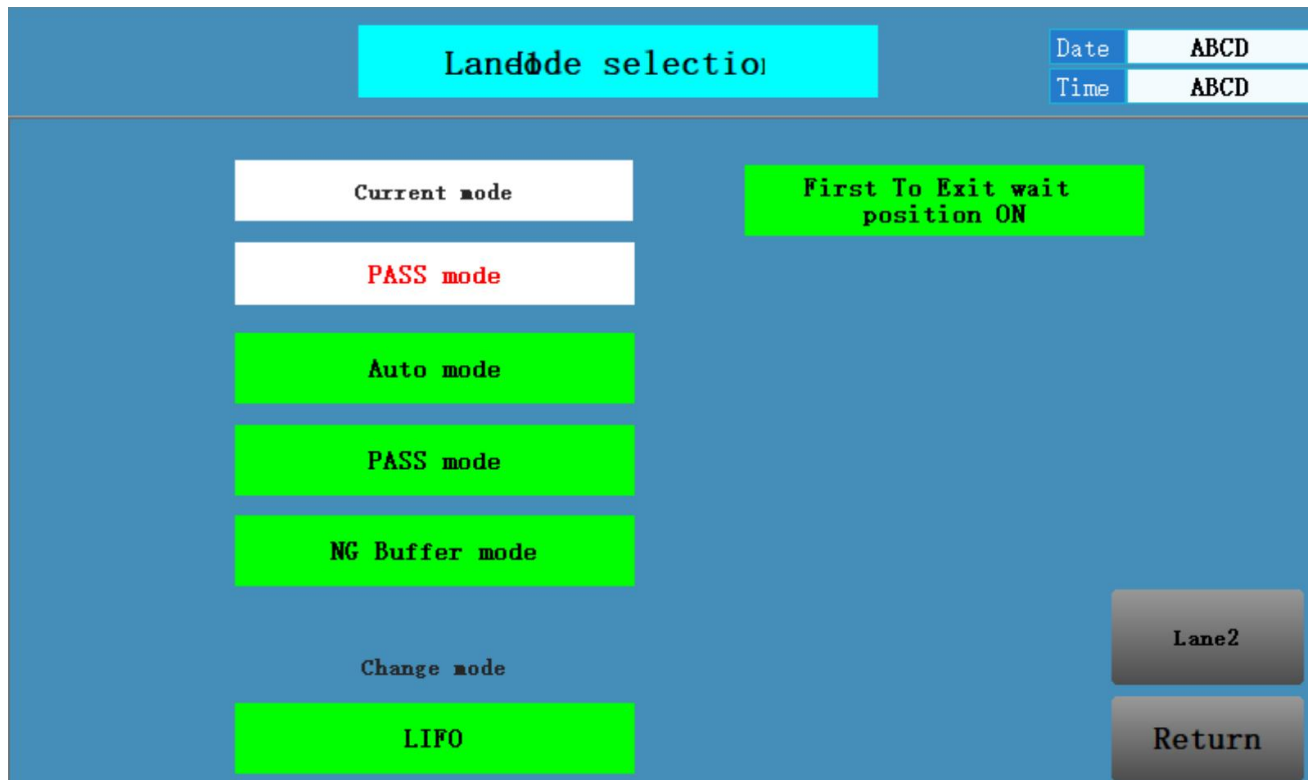 selection
Date ABCD
Time ABCD
Current mode
First To Exit wait
position ON
PASS mode
Auto mode
PASS mode
NG Buffer mode
Change mode
LIFO
Lane2
Return